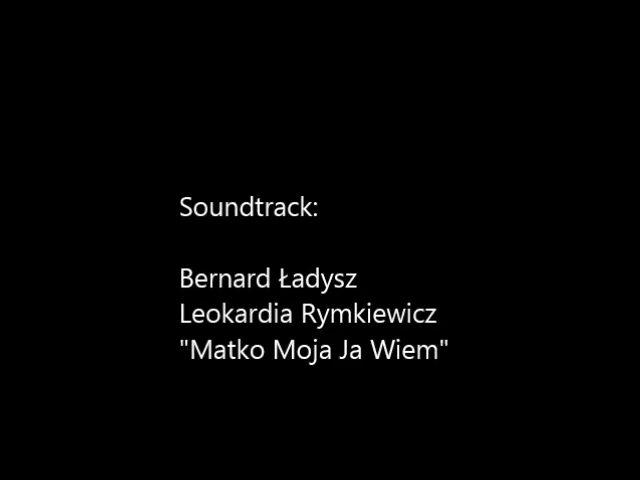 Soundtrack:
Bernard Ładysz
Leokardia Rymkiewicz
"Matko Moja Ja Wiem"